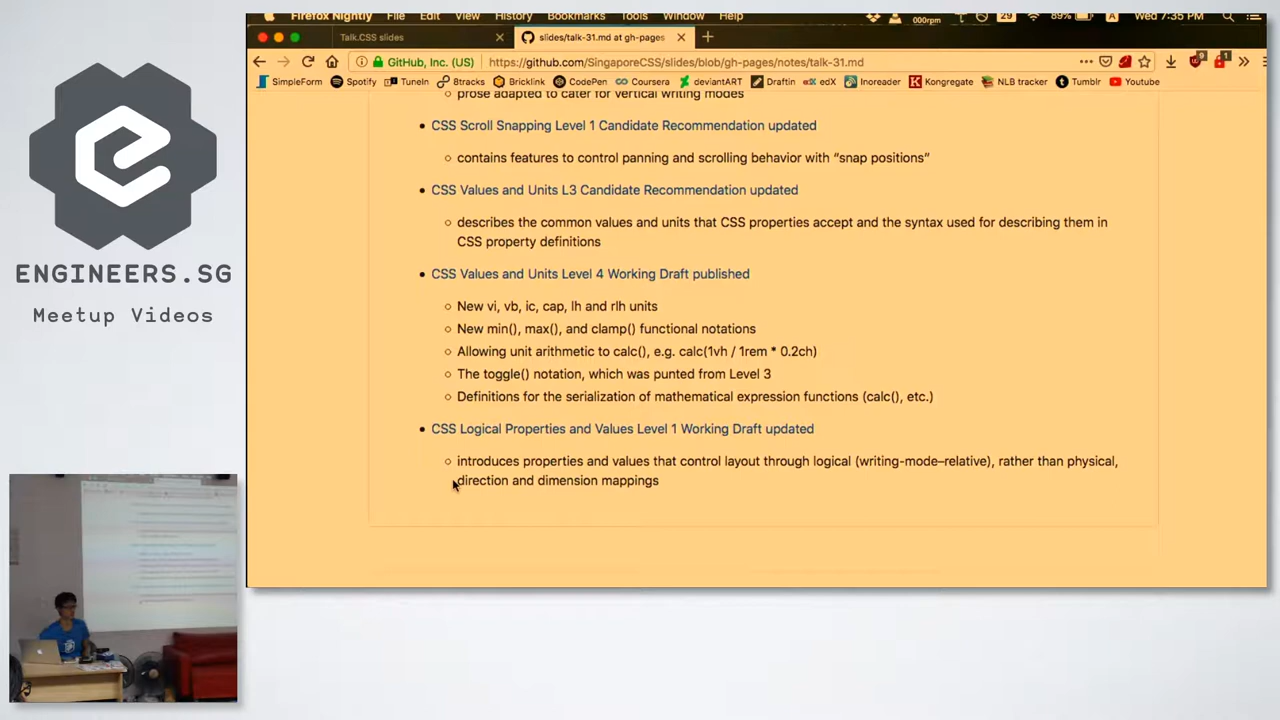 ENGINEERS.SG
Meetup Videos
Firefox Nightly File Edit View History Bookmarks Tools Window Help 000rpm 29 89% A Wed 7:35 PM
Talk.CSS slides
slides/talk-31.md at gh-pages
GitHub, Inc. (US) https://github.com/SingaporeCSS/slides/blob/gh-pages/notes/talk-31.md
SimpleForm Spotify TuneIn 8tracks Bricklink CodePen Coursera deviantART Draftin edX Inoreader Kongregate NLB tracker Tumblr Youtube
prose adapted to cater for vertical writing modes
CSS Scroll Snapping Level 1 Candidate Recommendation updated
contains features to control panning and scrolling behavior with “snap positions”
CSS Values and Units L3 Candidate Recommendation updated
describes the common values and units that CSS properties accept and the syntax used for describing them in
CSS property definitions
CSS Values and Units Level 4 Working Draft published
New vi, vb, ic, cap, lh and rlh units
New min(), max(), and clamp() functional notations
Allowing unit arithmetic to calc(), e.g. calc(1vh / 1rem * 0.2ch)
The toggle() notation, which was punted from Level 3
Definitions for the serialization of mathematical expression functions (calc(), etc.)
CSS Logical Properties and Values Level 1 Working Draft updated
introduces properties and values that control layout through logical (writing-mode–relative), rather than physical,
direction and dimension mappings